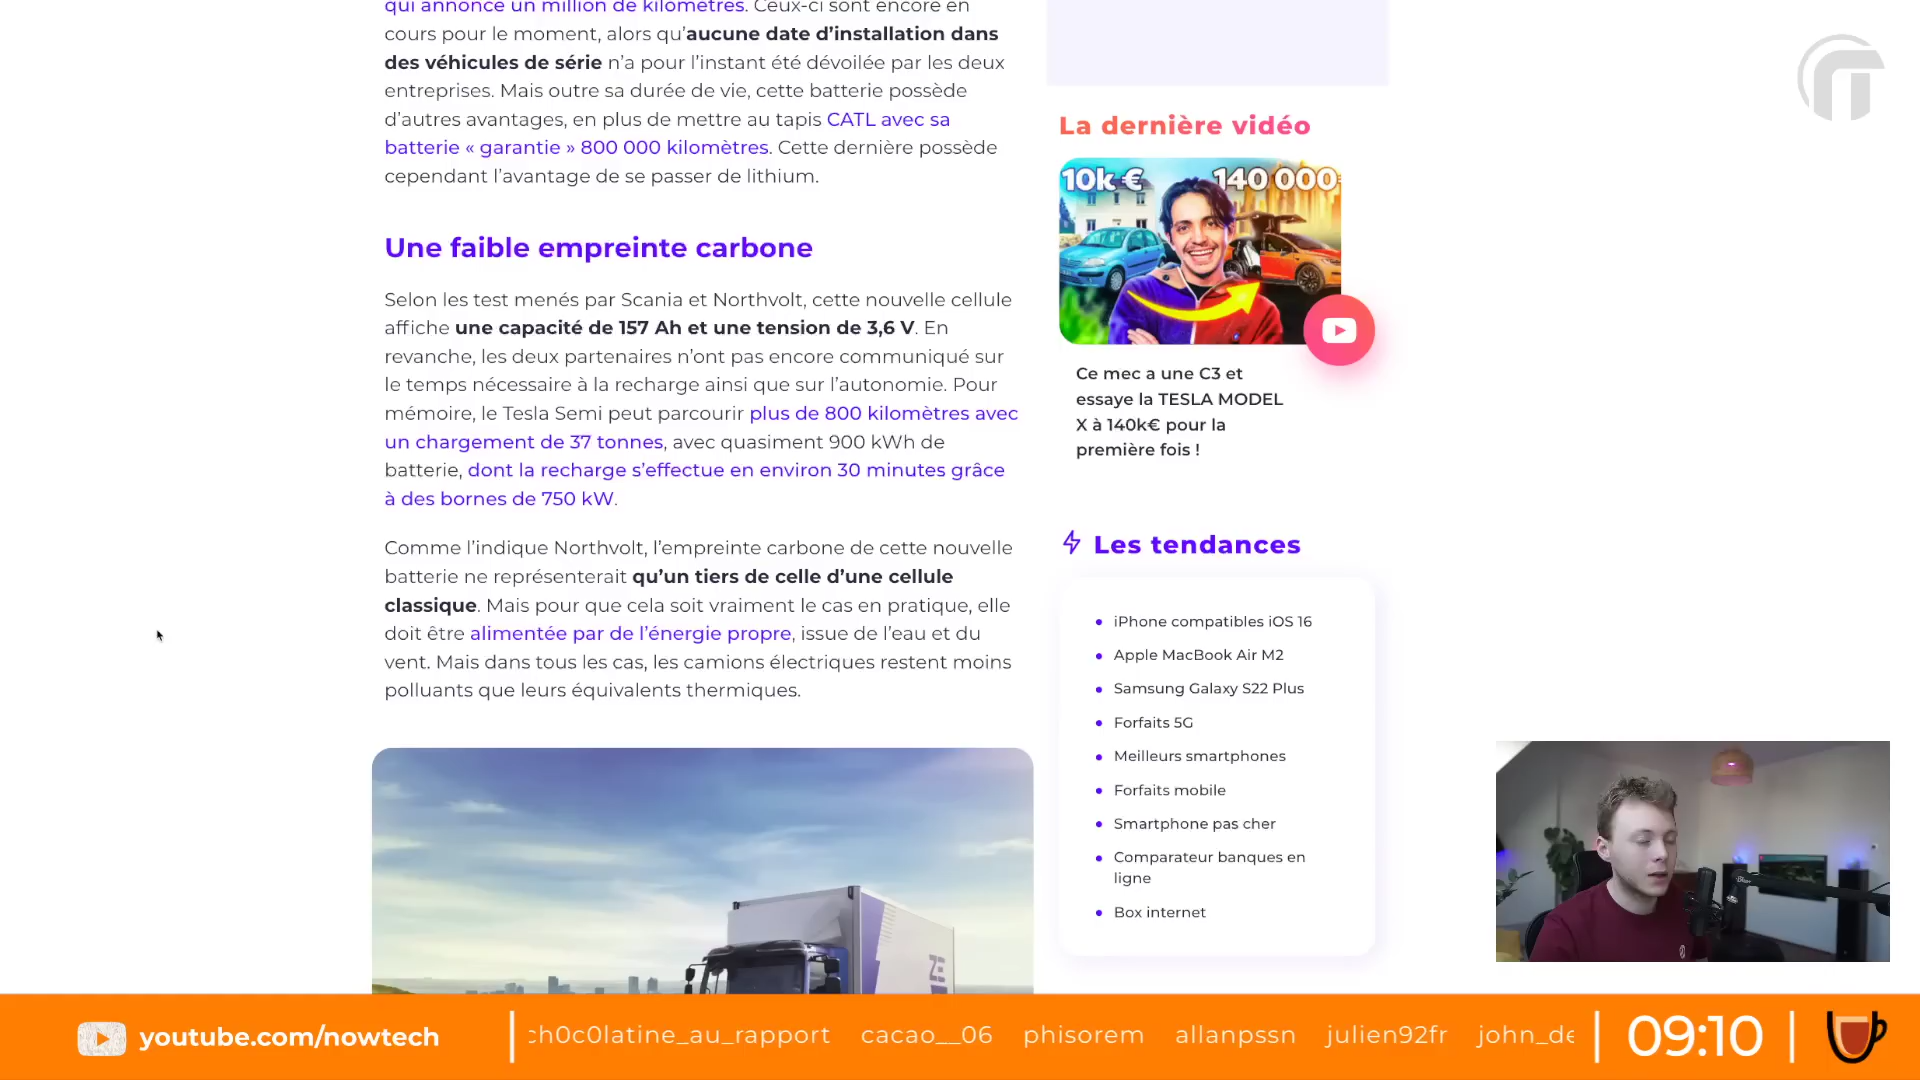 qui annonce un million de kilomètres. Ceux-ci sont encore en
cours pour le moment, alors qu’aucune date d’installation dans
des véhicules de série n’a pour l’instant été dévoilée par les deux
entreprises. Mais outre sa durée de vie, cette batterie possède
d’autres avantages, en plus de mettre au tapis CATL avec sa
batterie « garantie » 800 000 kilomètres. Cette dernière possède
cependant l’avantage de se passer de lithium.
Une faible empreinte carbone
Selon les test menés par Scania et Northvolt, cette nouvelle cellule
affiche une capacité de 157 Ah et une tension de 3,6 V. En
revanche, les deux partenaires n’ont pas encore communiqué sur
le temps nécessaire à la recharge ainsi que sur l’autonomie. Pour
mémoire, le Tesla Semi peut parcourir plus de 800 kilomètres avec
un chargement de 37 tonnes, avec quasiment 900 kWh de
batterie, dont la recharge s’effectue en environ 30 minutes grâce
à des bornes de 750 kW.
Comme l’indique Northvolt, l’empreinte carbone de cette nouvelle
batterie ne représenterait qu’un tiers de celle d’une cellule
classique. Mais pour que cela soit vraiment le cas en pratique, elle
doit être alimentée par de l’énergie propre, issue de l’eau et du
vent. Mais dans tous les cas, les camions électriques restent moins
polluants que leurs équivalents thermiques.
ZE
La dernière vidéo
10k € 140 000
Ce mec a une C3 et
essaye la TESLA MODEL
X à 140k€ pour la
première fois !
Les tendances
iPhone compatibles iOS 16
Apple MacBook Air M2
Samsung Galaxy S22 Plus
Forfaits 5G
Meilleurs smartphones
Forfaits mobile
Smartphone pas cher
Comparateur banques en
ligne
Box internet
youtube.com/nowtech
ch0c0latine_au_rapport cacao__06 phisorem allanpssn julien92fr john_de
09:10